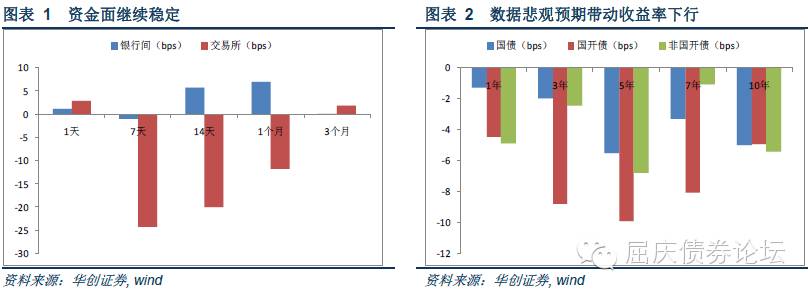 图表 1 资金面继续稳定
银行间（bps）
交易所（bps）
10
5
0
-5
-10
-15
-20
-25
-30
1天
7天
14天
1个月
3个月
资料来源：华创证券, wind
图表 2 数据悲观预期带动收益率下行
国债（bps）
国开债（bps）
非国开债（bps）
0
-2
-4
-6
-8
-10
-12
1年
3年
5年
7年
10年
资料来源：华创证券, wind
屈庆债券论坛